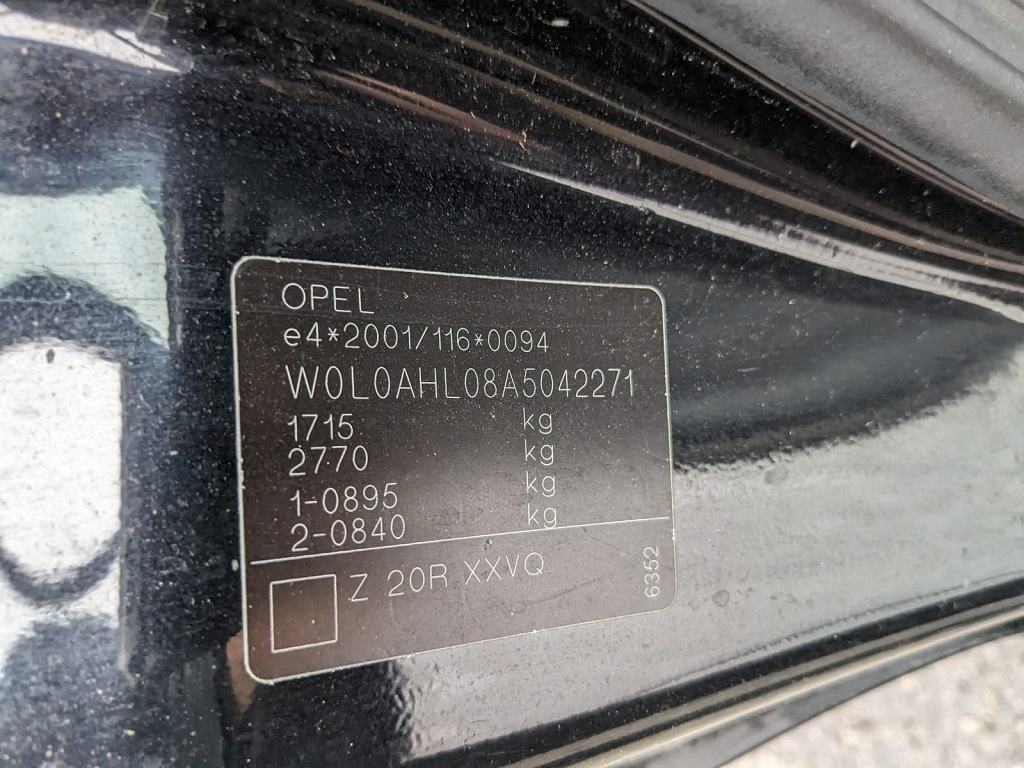 OPEL
e4*2001/116*0094
W0L0AHL08A5042271
1715 kg
2770 kg
1-0895 kg
2-0840 kg
Z 20R XXVQ
6352